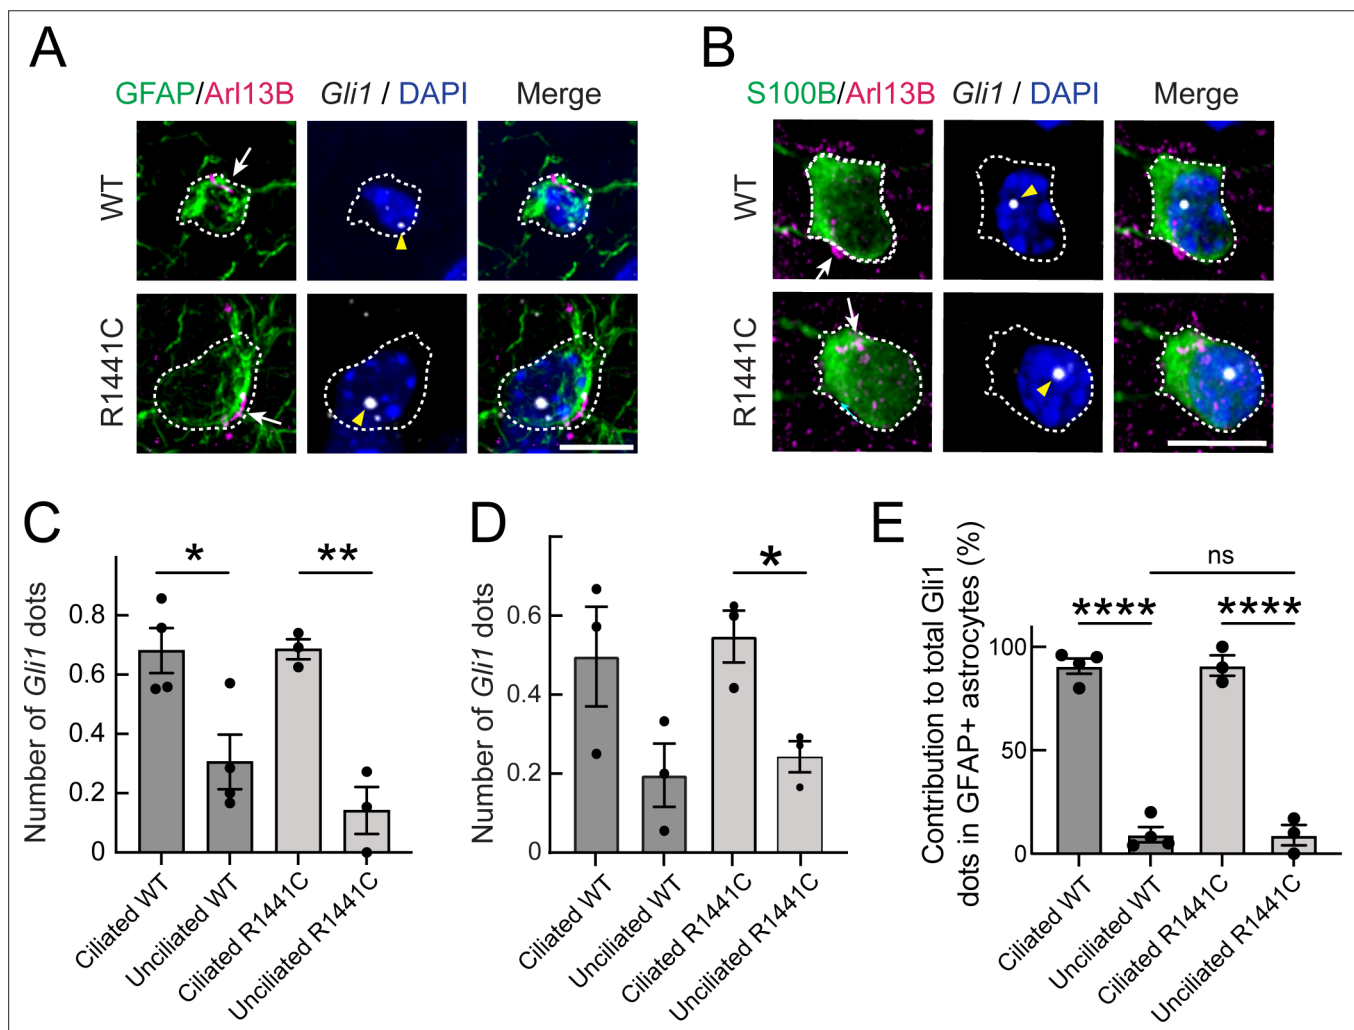 A
GFAP/Arl13B
Gli1 / DAPI
Merge
WT
R1441C
B
S100B/Arl13B
Gli1 / DAPI
Merge
WT
R1441C
C
Number of Gli1 dots
0.8
0.6
0.4
0.2
0
*
**
Ciliated WT
Unciliated WT
Ciliated R1441C
Unciliated R1441C
D
Number of Gli1 dots
0.6
0.4
0.2
0
*
Ciliated WT
Unciliated WT
Ciliated R1441C
Unciliated R1441C
E
Contribution to total Gli1
dots in GFAP+ astrocytes (%)
100
50
0
ns
****
****
Ciliated WT
Unciliated WT
Ciliated R1441C
Unciliated R1441C